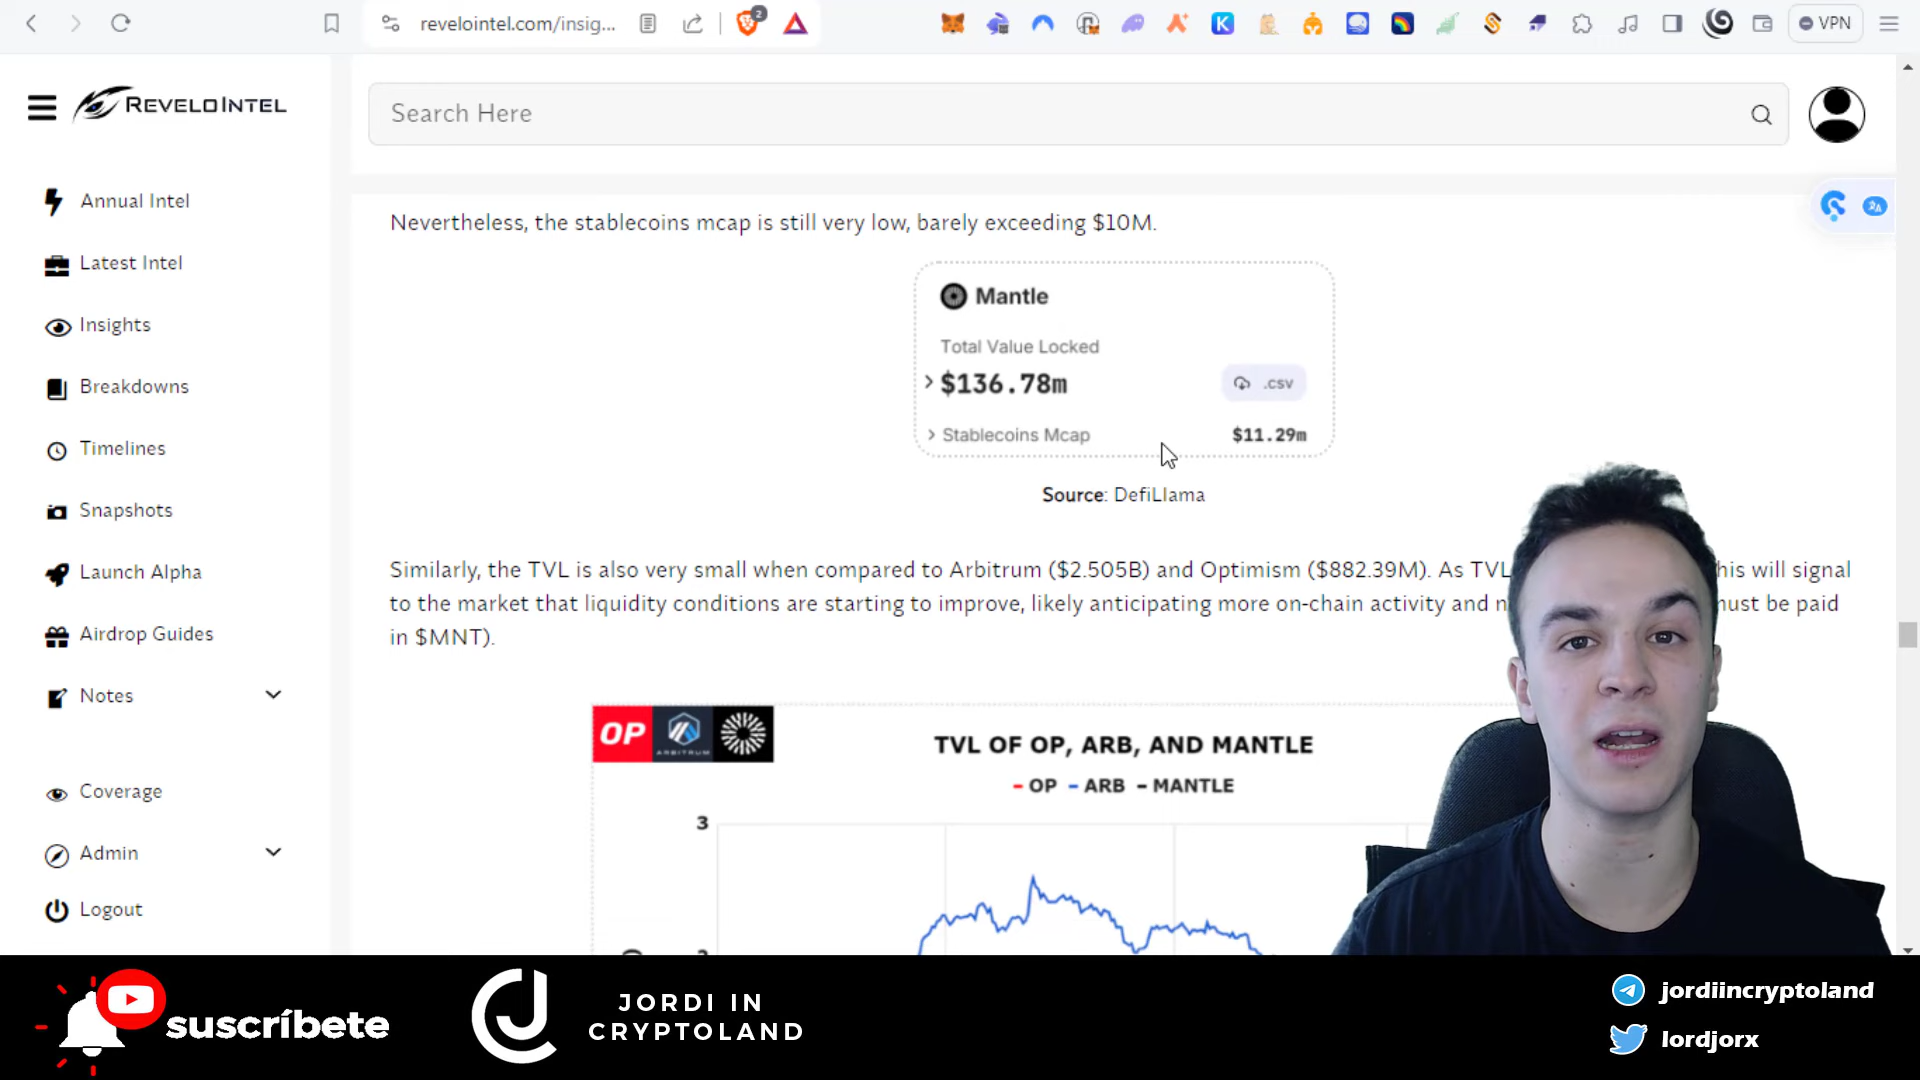 revelointel.com/insig...
2
VPN
REVELOINTEL
Search Here
Annual Intel
Latest Intel
Insights
Breakdowns
Timelines
Snapshots
Launch Alpha
Airdrop Guides
Notes
Coverage
Admin
Logout
Nevertheless, the stablecoins mcap is still very low, barely exceeding $10M.
Mantle
Total Value Locked
$136.78m
.csv
Stablecoins Mcap $11.29m
Source: DefiLlama
Similarly, the TVL is also very small when compared to Arbitrum ($2.505B) and Optimism ($882.39M). As TVL his will signal
to the market that liquidity conditions are starting to improve, likely anticipating more on-chain activity and must be paid
in $MNT).
OP
ARBITRUM
TVL OF OP, ARB, AND MANTLE
OP ARB MANTLE
3
suscríbete
JORDI IN
CRYPTOLAND
jordiincryptoland
lordjorx